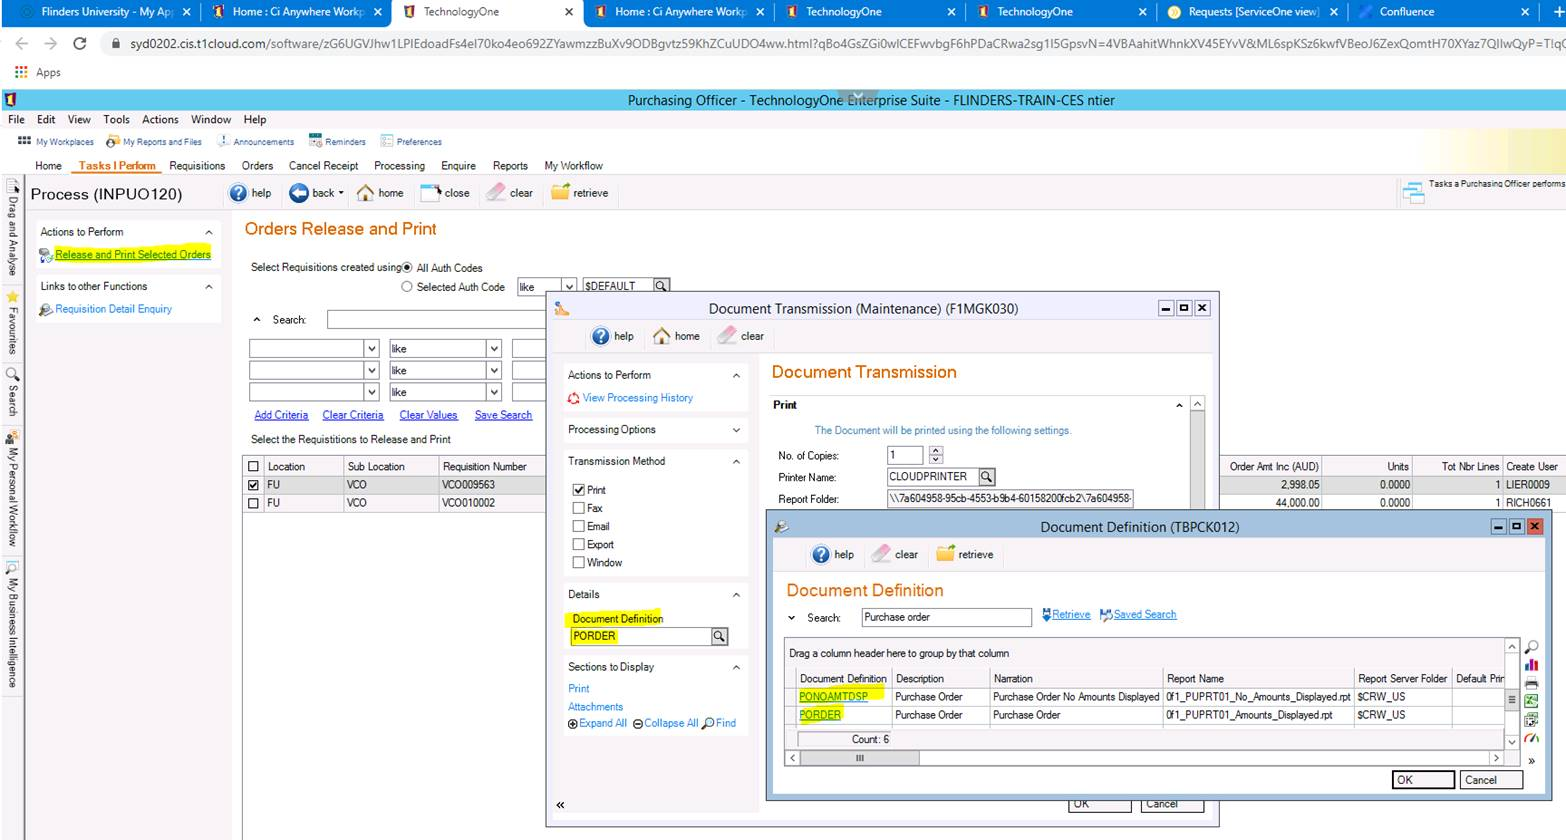 Flinders University - My App
Home : Ci Anywhere Workp
TechnologyOne
Home : Ci Anywhere Workp
TechnologyOne
TechnologyOne
Requests [ServiceOne view]
Confluence
Apps
Purchasing Officer - TechnologyOne Enterprise Suite - FLINDERS-TRAIN-CES ntier
File Edit View Tools Actions Window Help
My Workplaces My Reports and Files Announcements Reminders Preferences
Home Tasks I Perform Requisitions Orders Cancel Receipt Processing Enquire Reports My Workflow
Process (INPUO120) help back home close clear retrieve
Tasks a Purchasing Officer performs
Drag and Analyse
Favourites
Search
My Personal Workflow
My Business Intelligence
Actions to Perform
Release and Print Selected Orders
Links to other Functions
Requisition Detail Enquiry
Orders Release and Print
Select Requisitions created using All Auth Codes
Selected Auth Code like $DEFAULT
Search:
like
like
like
Add Criteria Clear Criteria Clear Values Save Search
Select the Requistitions to Release and Print
Location Sub Location Requisition Number
FU VCO VCO009563
FU VCO VCO010002
Order Amt Inc (AUD) Units Tot Nbr Lines Create User
2,998.05 0.0000 1 LIER0009
44,000.00 0.0000 1 RICH0661
Document Transmission (Maintenance) (F1MGK030)
help home clear
Actions to Perform
View Processing History
Processing Options
Transmission Method
Print
Fax
Email
Export
Window
Details
Document Definition
PORDER
Sections to Display
Print
Attachments
Expand All Collapse All Find
«
Document Transmission
Print
The Document will be printed using the following settings.
No. of Copies: 1
Printer Name: CLOUDPRINTER
Report Folder: \\7a604958-95cb-4553-b9b4-60158200fcb2\7a604958-
OK Cancel
Document Definition (TBPCK012)
help clear retrieve
Document Definition
Search: Purchase order Retrieve Saved Search
Drag a column header here to group by that column
Document Definition Description Narration Report Name Report Server Folder Default Prin
PONOAMTDSP Purchase Order Purchase Order No Amounts Displayed 0f1_PUPRT01_No_Amounts_Displayed.rpt $CRW_US
PORDER Purchase Order Purchase Order 0f1_PUPRT01_Amounts_Displayed.rpt $CRW_US
Count: 6
»
OK Cancel